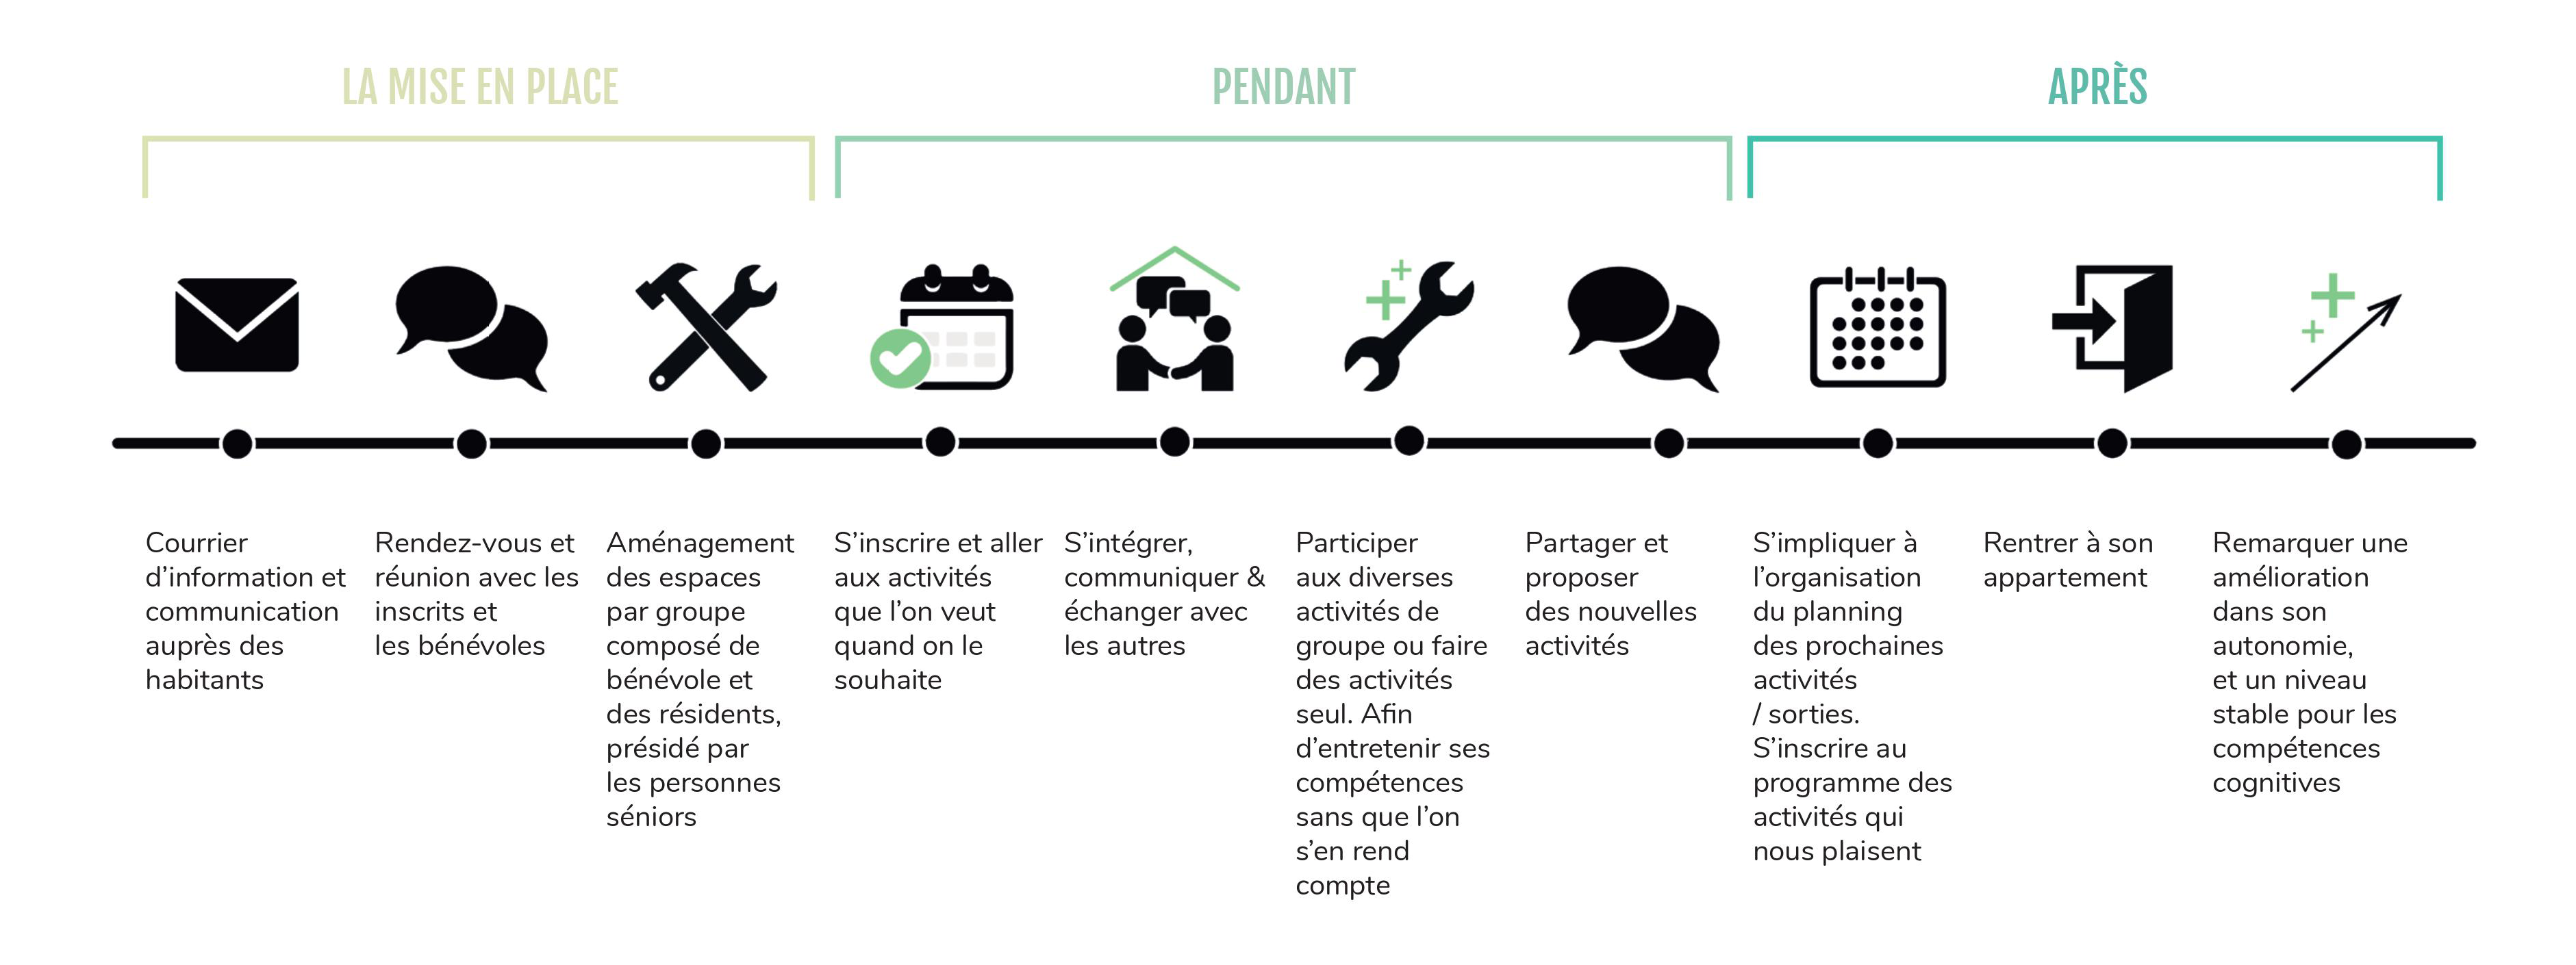 LA MISE EN PLACE
PENDANT
APRÈS
Courrier
d’information et
communication
auprès des
habitants
Rendez-vous et
réunion avec les
inscrits et
les bénévoles
Aménagement
des espaces
par groupe
composé de
bénévole et
des résidents,
présidé par
les personnes
séniors
S’inscrire et aller
aux activités
que l’on veut
quand on le
souhaite
S’intégrer,
communiquer &
échanger avec
les autres
Participer
aux diverses
activités de
groupe ou faire
des activités
seul. Afin
d’entretenir ses
compétences
sans que l’on
s’en rend
compte
Partager et
proposer
des nouvelles
activités
S’impliquer à
l’organisation
du planning
des prochaines
activités
/ sorties.
S’inscrire au
programme des
activités qui
nous plaisent
Rentrer à son
appartement
Remarquer une
amélioration
dans son
autonomie,
et un niveau
stable pour les
compétences
cognitives